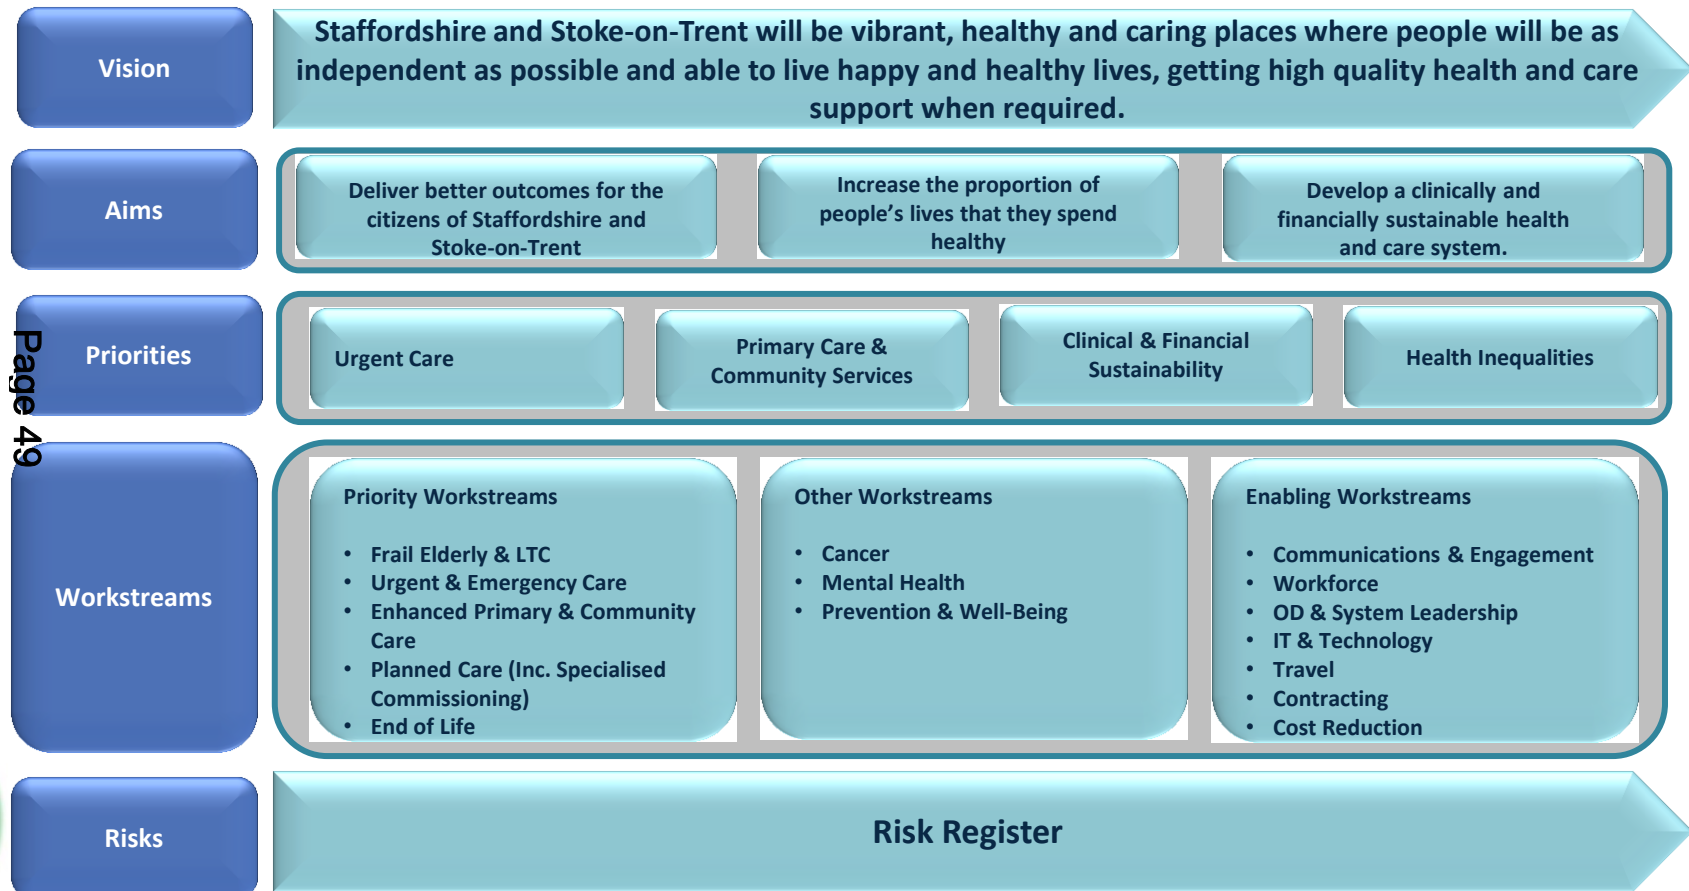 Vision
Staffordshire and Stoke-on-Trent will be vibrant, healthy and caring places where people will be as
independent as possible and able to live happy and healthy lives, getting high quality health and care
support when required.
Aims
Deliver better outcomes for the
citizens of Staffordshire and
Stoke-on-Trent
Increase the proportion of
people’s lives that they spend
healthy
Develop a clinically and
financially sustainable health
and care system.
Priorities
Urgent Care
Primary Care &
Community Services
Clinical & Financial
Sustainability
Health Inequalities
Page 49
Workstreams
Priority Workstreams
• Frail Elderly & LTC
• Urgent & Emergency Care
• Enhanced Primary & Community
Care
• Planned Care (Inc. Specialised
Commissioning)
• End of Life
Other Workstreams
• Cancer
• Mental Health
• Prevention & Well-Being
Enabling Workstreams
• Communications & Engagement
• Workforce
• OD & System Leadership
• IT & Technology
• Travel
• Contracting
• Cost Reduction
Risks
Risk Register